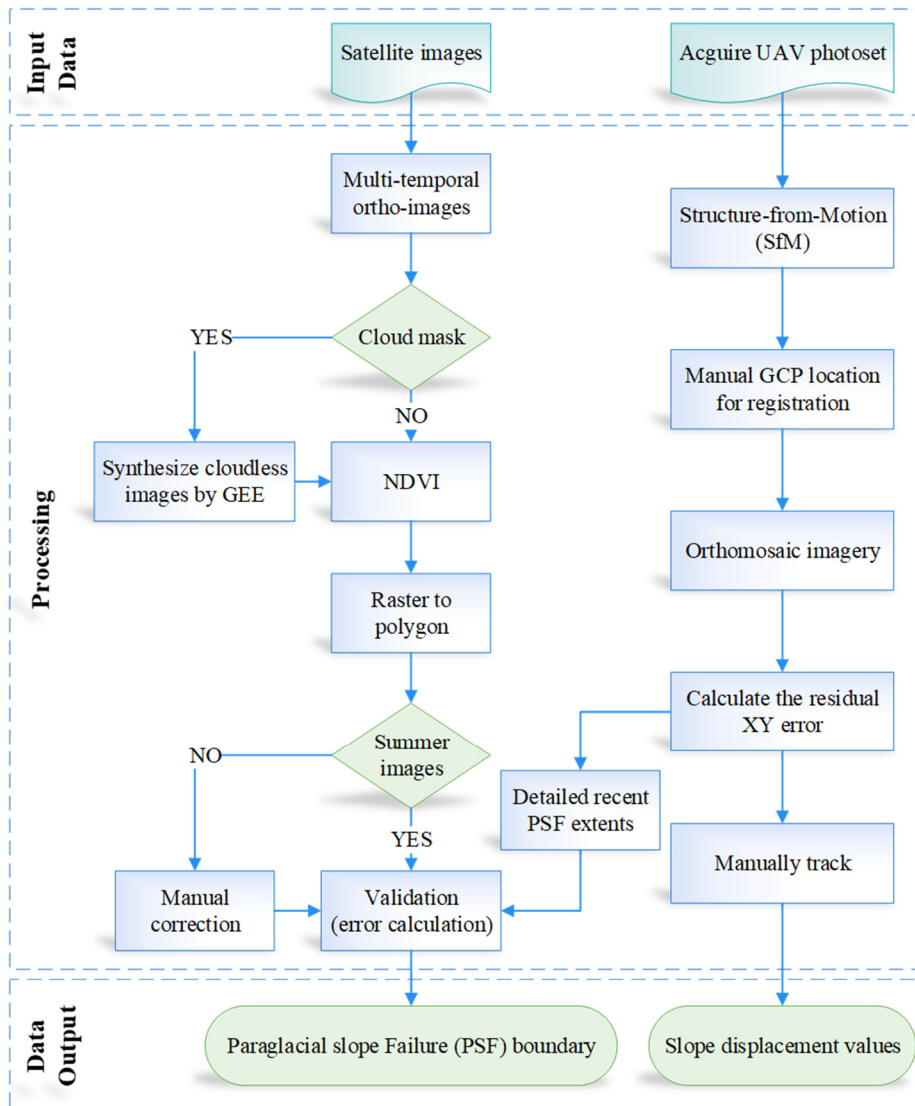 Input
Data
Satellite images
Acquire UAV photoset
Processing
Multi-temporal
ortho-images
Structure-from-Motion
(SfM)
YES
Cloud mask
Manual GCP location
for registration
NO
Synthesize cloudless
images by GEE
NDVI
Orthomosaic imagery
Raster to
polygon
Calculate the residual
XY error
NO
Summer
images
Detailed recent
PSF extents
YES
Manually track
Manual
correction
Validation
(error calculation)
Data
Output
Paraglacial slope Failure (PSF) boundary
Slope displacement values